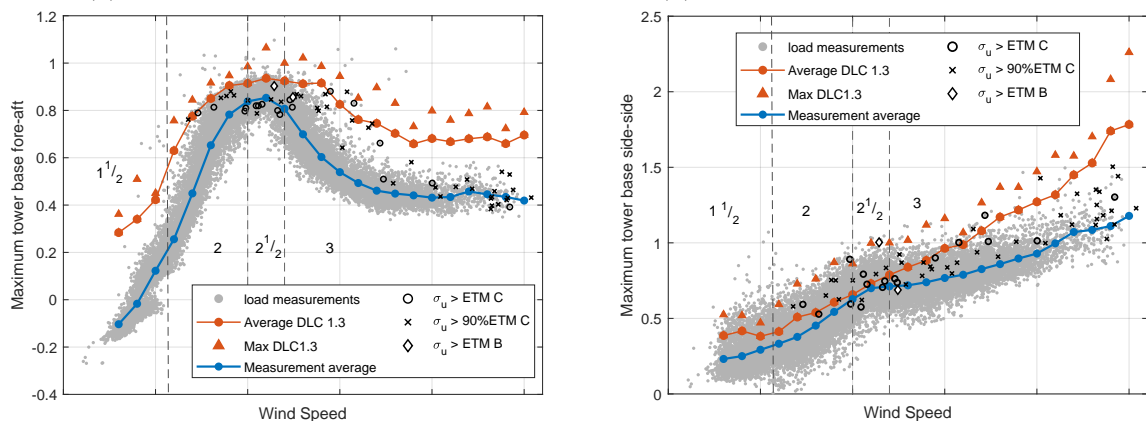 1.2
1
0.8
0.6
0.4
0.2
0
-0.2
-0.4
Maximum tower base fore-aft
Wind Speed
1 1/2
2
2 1/2
3
load measurements
Average DLC 1.3
Max DLC1.3
Measurement average
σu > ETM C
σu > 90%ETM C
σu > ETM B
2.5
2
1.5
1
0.5
0
Maximum tower base side-side
Wind Speed
1 1/2
2
2 1/2
3
load measurements
Average DLC 1.3
Max DLC1.3
Measurement average
σu > ETM C
σu > 90%ETM C
σu > ETM B